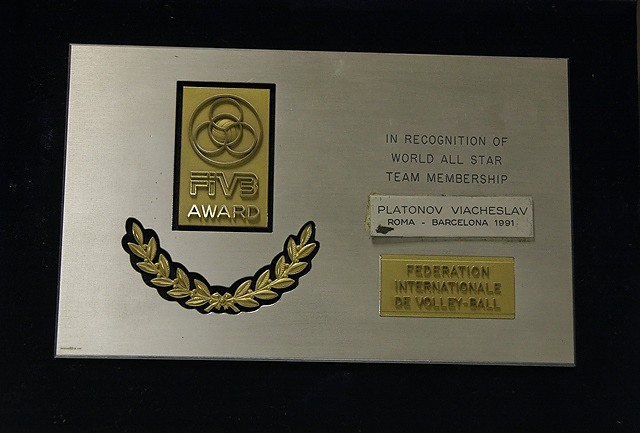 FIVB
AWARD
IN RECOGNITION OF
WORLD ALL STAR
TEAM MEMBERSHIP
PLATONOV VIACHESLAV
ROMA - BARCELONA 1991
FEDERATION
INTERNATIONALE
DE VOLLEY-BALL